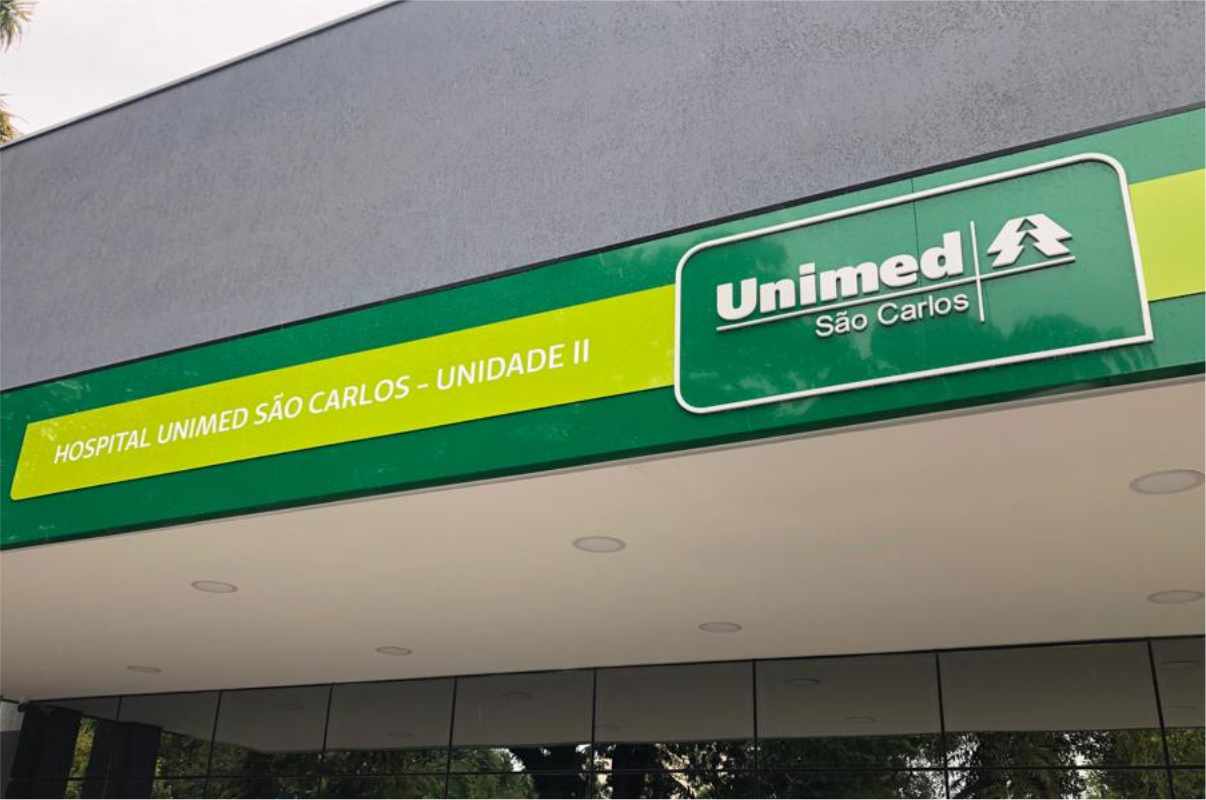 HOSPITAL UNIMED SÃO CARLOS - UNIDADE II
Unimed
São Carlos